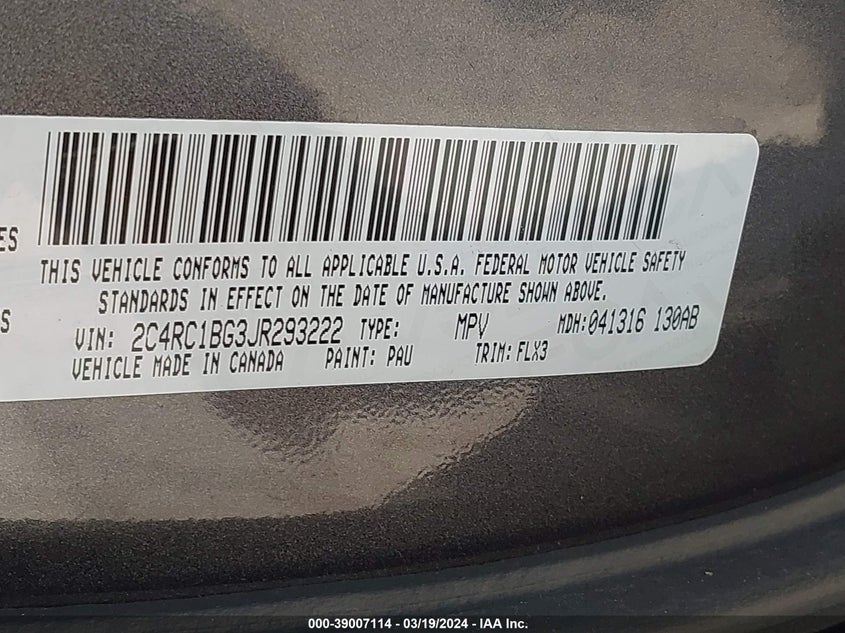 ES
THIS VEHICLE CONFORMS TO ALL APPLICABLE U.S.A. FEDERAL MOTOR VEHICLE SAFETY
STANDARDS IN EFFECT ON THE DATE OF MANUFACTURE SHOWN ABOVE.
S
VIN: 2C4RC1BG3JR293222 TYPE: MPV MDH:041316 130AB
VEHICLE MADE IN CANADA PAINT: PAU TRIM: FLX3
000-39007114 — 03/19/2024 — IAA Inc.